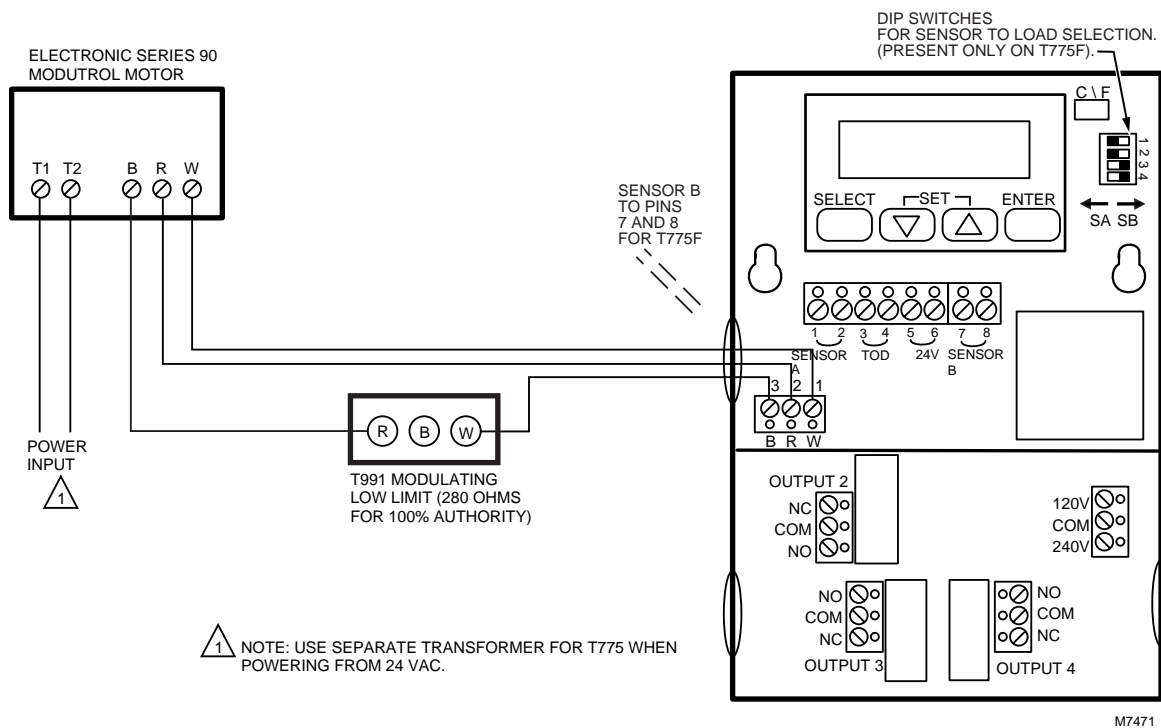 DIP SWITCHES
FOR SENSOR TO LOAD SELECTION.
(PRESENT ONLY ON T775F).
ELECTRONIC SERIES 90
MODUTROL MOTOR
T1 T2 B R W
C \ F
1
2
3
4
SELECT
SET
ENTER
SA SB
SENSOR B
TO PINS
7 AND 8
FOR T775F
1 2 3 4 5 6 7 8
SENSOR A
TOD
24V
SENSOR B
3 2 1
B R W
POWER
INPUT
1
R B W
T991 MODULATING
LOW LIMIT (280 OHMS
FOR 100% AUTHORITY)
OUTPUT 2
NC
COM
NO
120V
COM
240V
NO
COM
NC
OUTPUT 3
NO
COM
NC
OUTPUT 4
1 NOTE: USE SEPARATE TRANSFORMER FOR T775 WHEN
POWERING FROM 24 VAC.
M7471